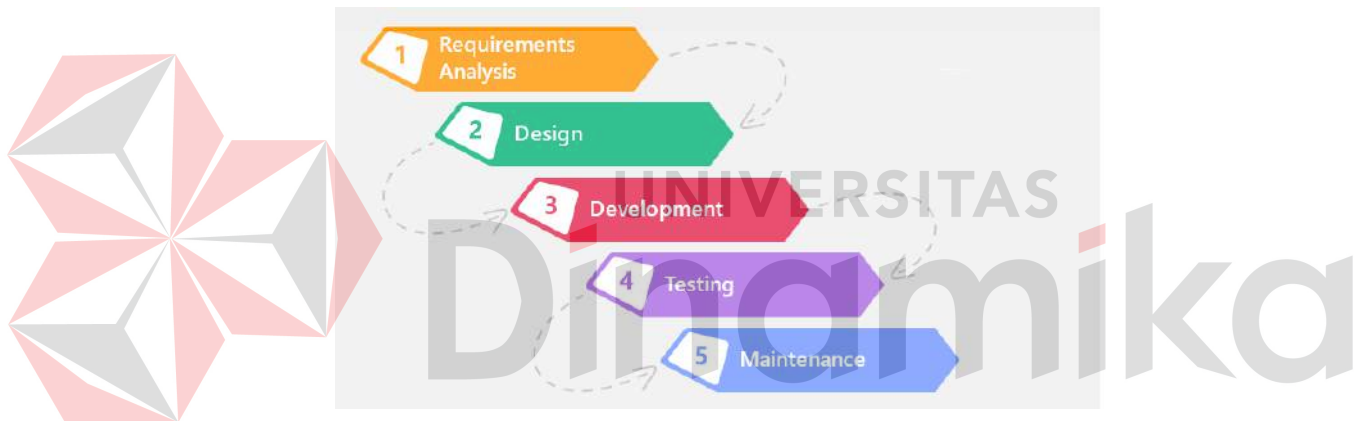 1
Requirements
Analysis
2
Design
3
Development
4
Testing
5
Maintenance
UNIVERSITAS
Dinamika